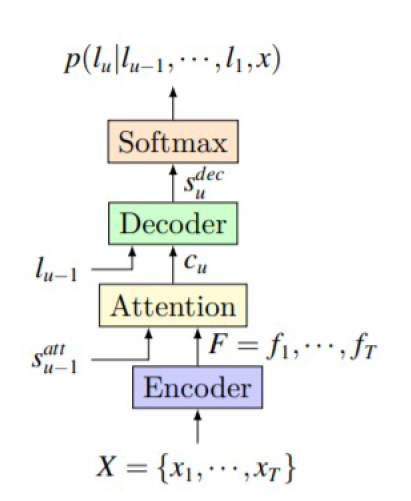 p(l_u|l_{u−1},⋯,l_1,x)
Softmax
s_u^{dec}
Decoder
l_{u−1}
c_u
Attention
s_{u−1}^{att}
F = f_1,⋯,f_T
Encoder
X = {x_1,⋯,x_T}